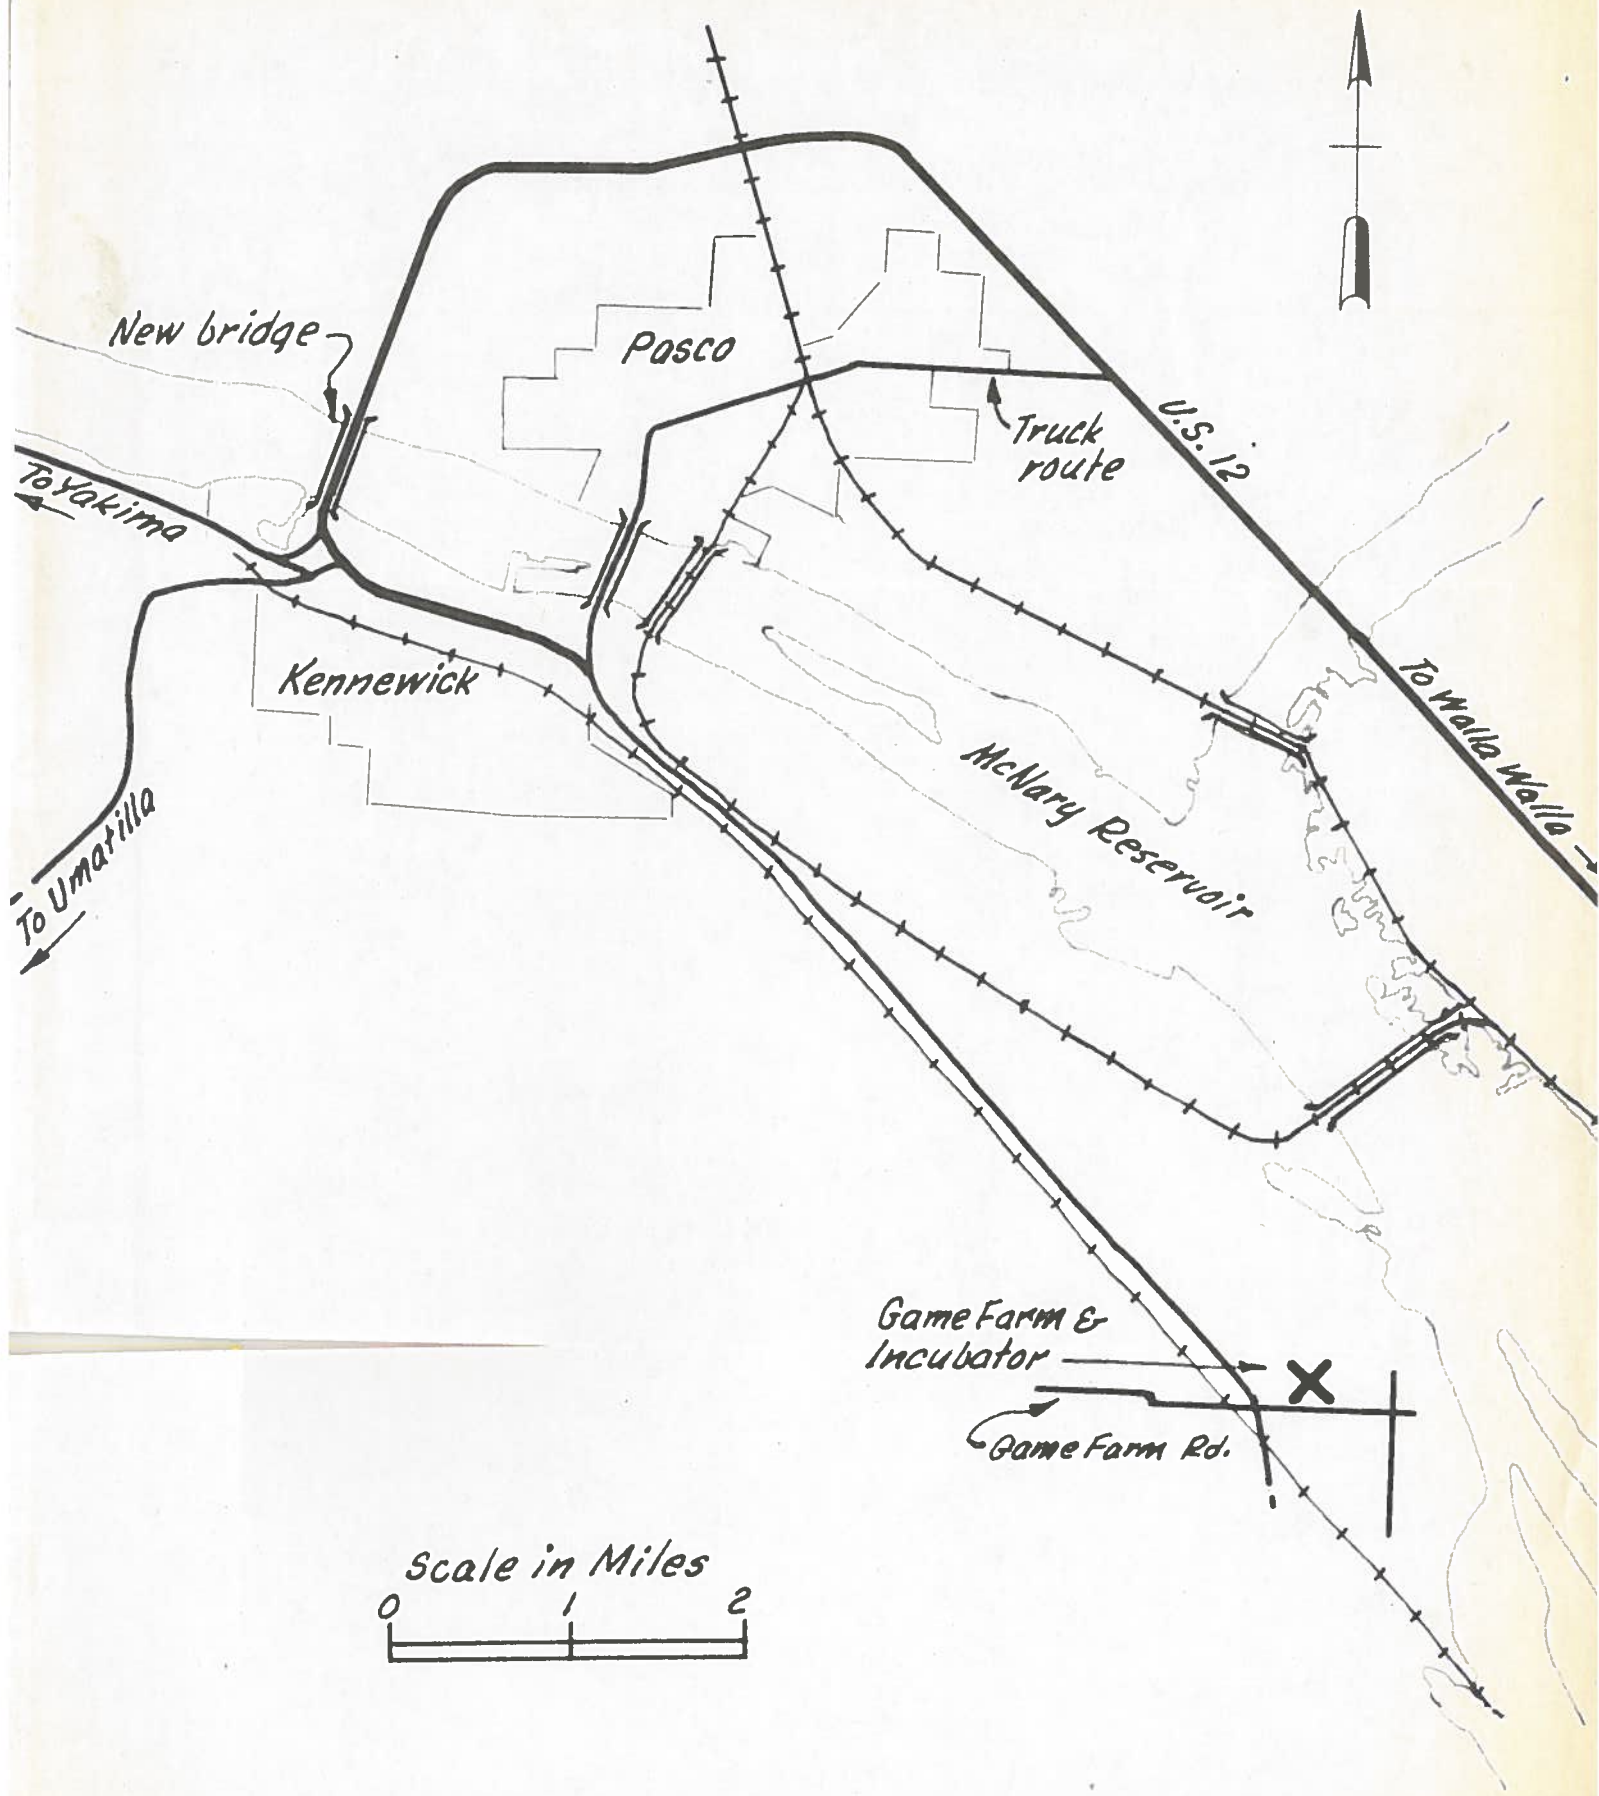 New bridge
Pasco
Truck
route
U.S. 12
To Yakima
Kennewick
To Walla Walla
McNary Reservoir
To Umatilla
Game Farm &
Incubator
Game Farm Rd.
Scale in Miles
0 1 2